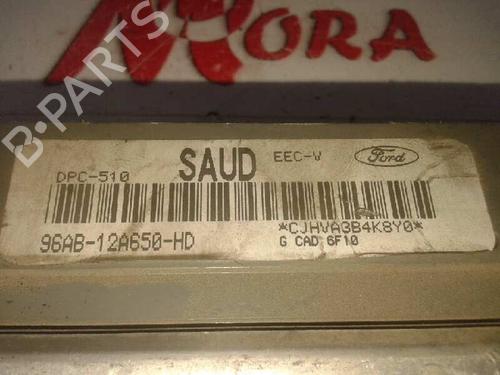 MORA
B-PARTS
DPC-510 SAUD EEC-V Ford
96AB-12A650-HD *CJHVA3B4K8Y0*
G CAD 6F10